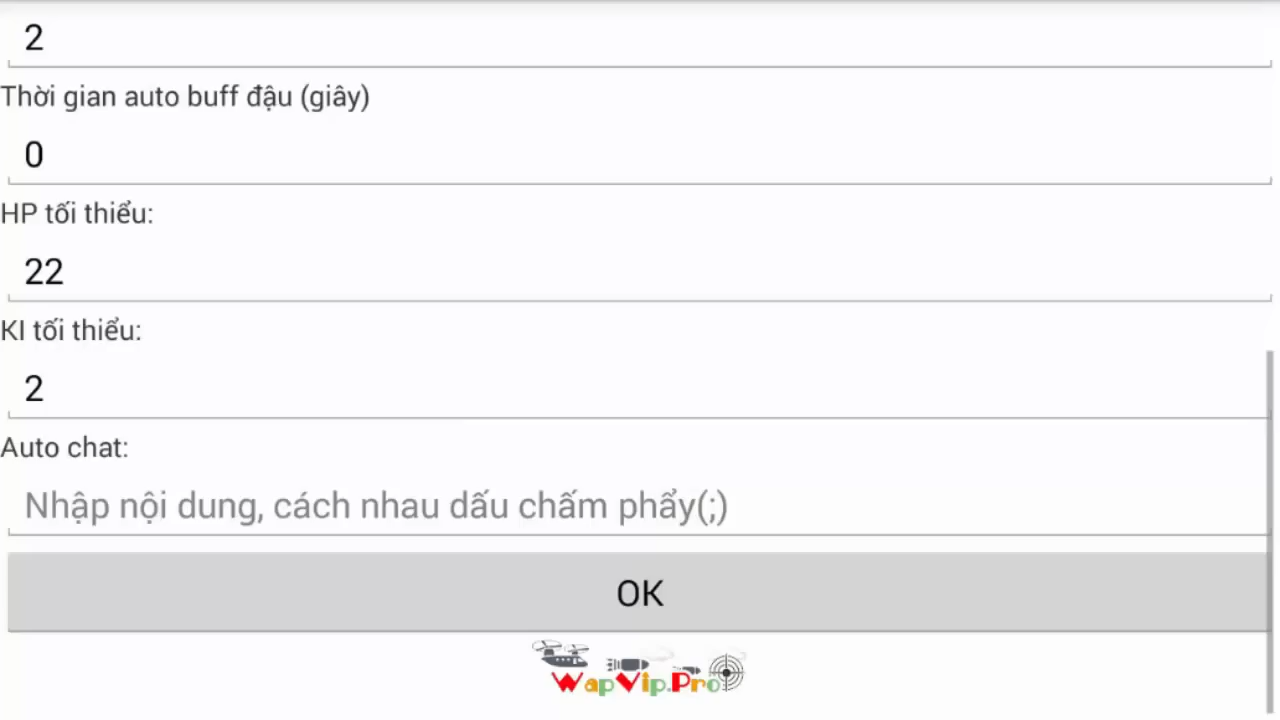 2
Thời gian auto buff đậu (giây)
0
HP tối thiểu:
22
KI tối thiểu:
2
Auto chat:
Nhập nội dung, cách nhau dấu chấm phẩy(;)
OK
WapVip.Pro